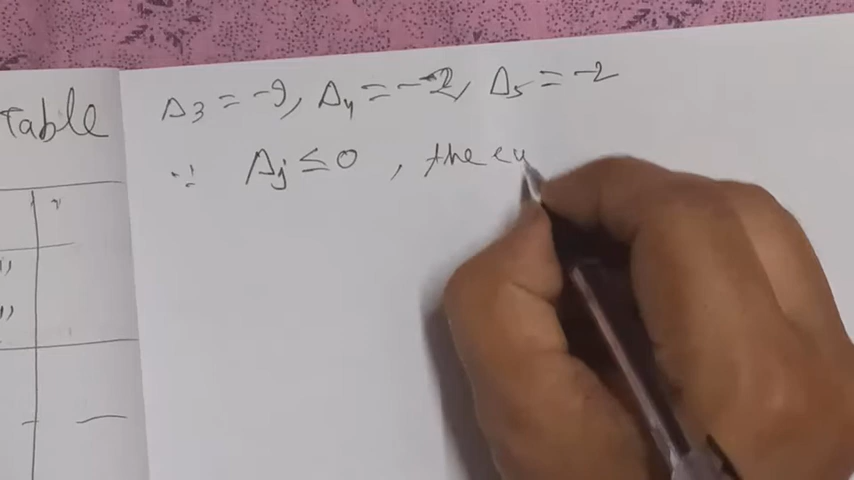 Table
Δ3 = -9, Δ4 = -2, Δ5 = -2
∵ Δj ≤ 0, the